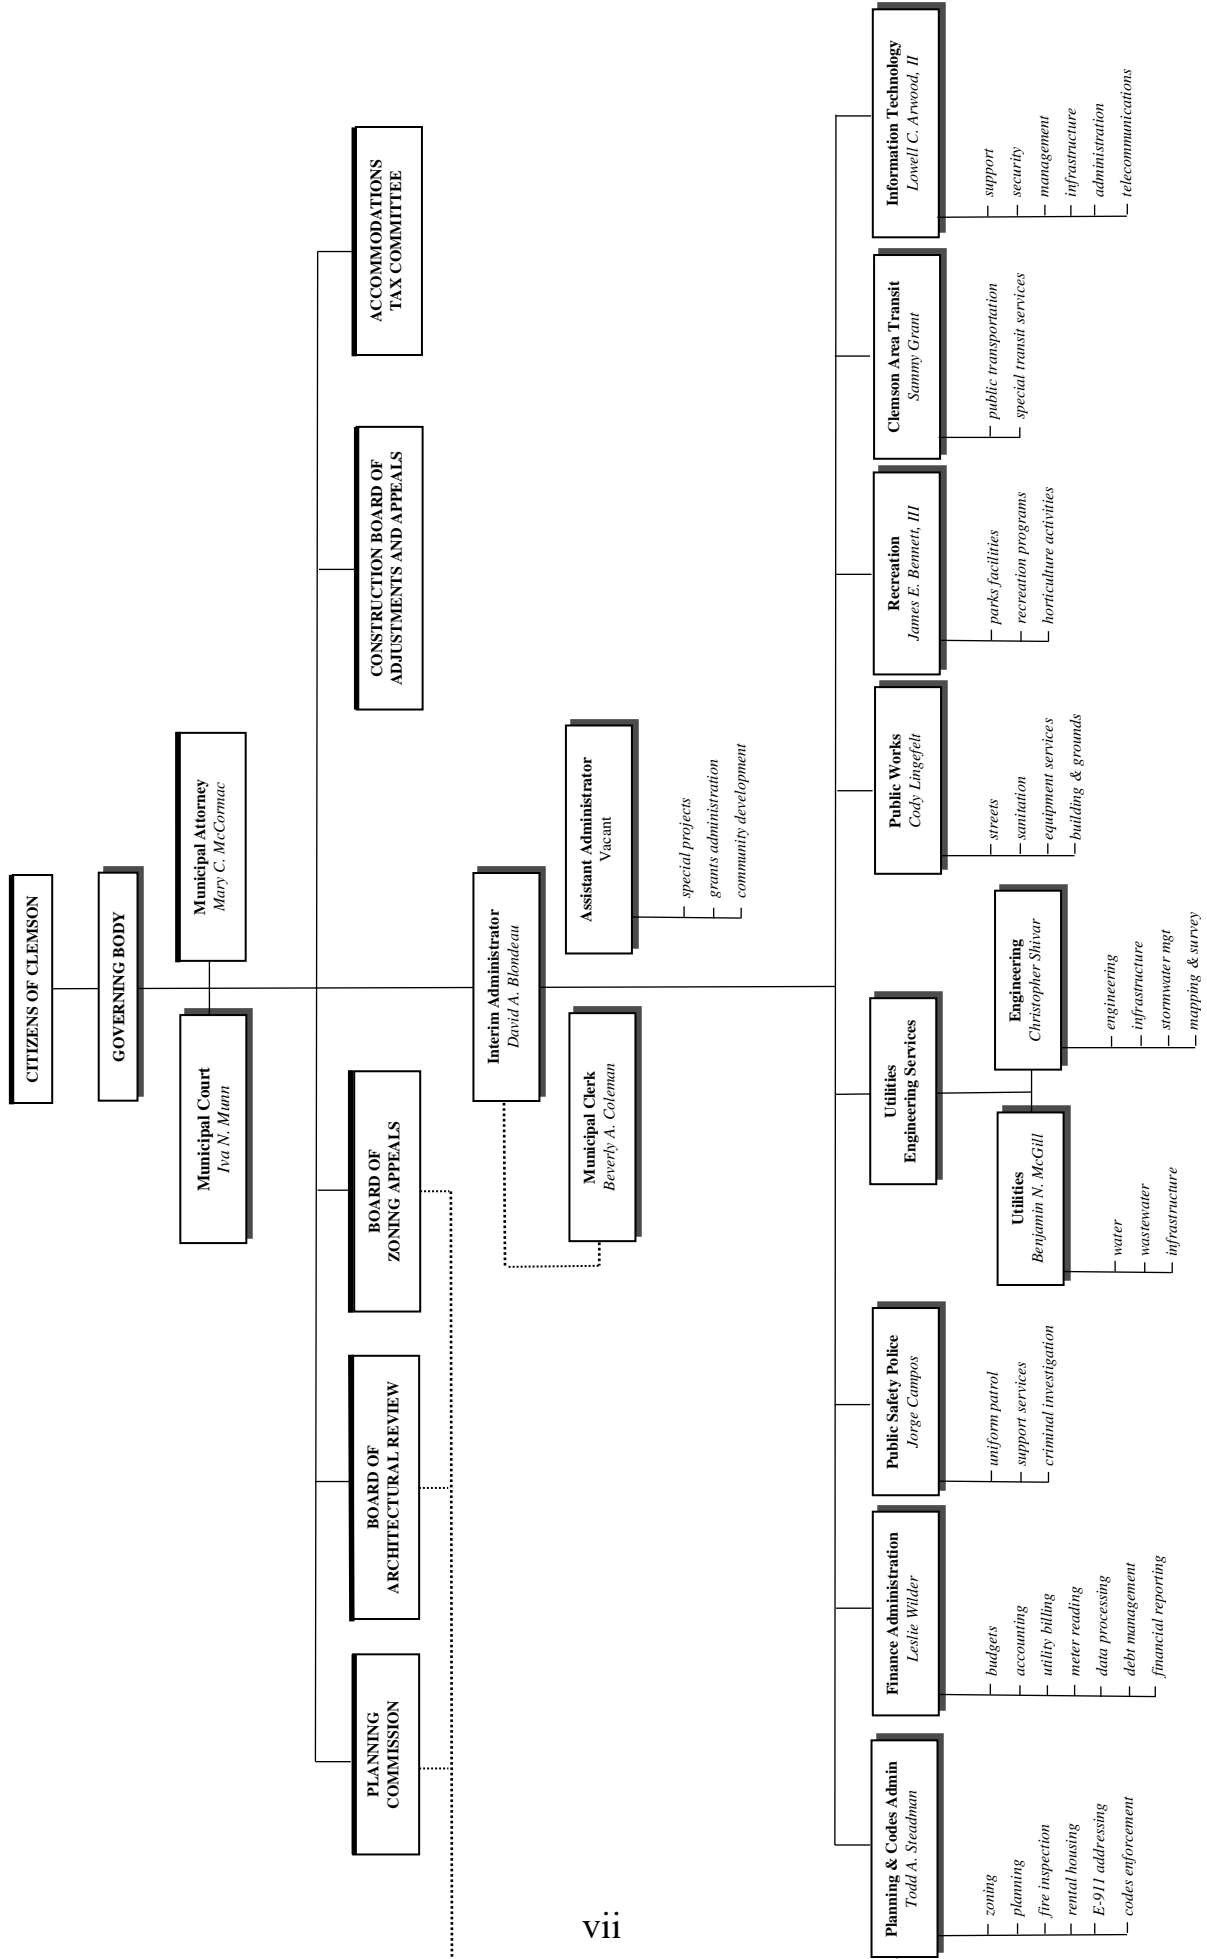 CITIZENS OF CLEMSON
GOVERNING BODY
Municipal Court
Iva N. Munn
Municipal Attorney
Mary C. McCormac
PLANNING
COMMISSION
BOARD OF
ARCHITECTURAL REVIEW
BOARD OF
ZONING APPEALS
CONSTRUCTION BOARD OF
ADJUSTMENTS AND APPEALS
ACCOMMODATIONS
TAX COMMITTEE
Interim Administrator
David A. Blondeau
Municipal Clerk
Beverly A. Coleman
Assistant Administrator
Vacant
special projects
grants administration
community development
Planning & Codes Admin
Todd A. Steadman
zoning
planning
fire inspection
rental housing
E-911 addressing
codes enforcement
Finance Administration
Leslie Wilder
budgets
accounting
utility billing
meter reading
data processing
debt management
financial reporting
Public Safety Police
Jorge Campos
uniform patrol
support services
criminal investigation
Utilities
Engineering Services
Utilities
Benjamin N. McGill
water
wastewater
infrastructure
Engineering
Christopher Shivar
engineering
infrastructure
stormwater mgt
mapping & survey
Public Works
Cody Lingefelt
streets
sanitation
equipment services
building & grounds
Recreation
James E. Bennett, III
parks facilities
recreation programs
horticulture activities
Clemson Area Transit
Sammy Grant
public transportation
special transit services
Information Technology
Lowell C. Arwood, II
support
security
management
infrastructure
administration
telecommunications
vii